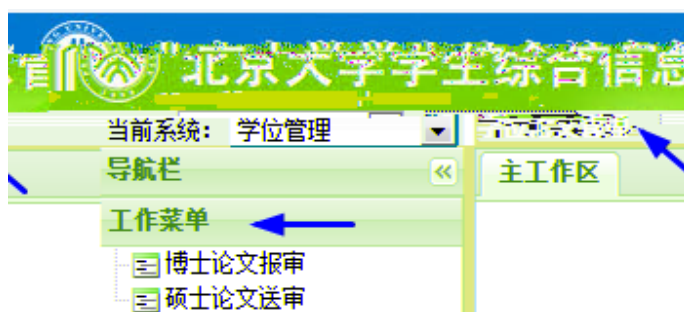 北京大学学生综合信息
当前系统： 学位管理
导航栏
主工作区
工作菜单
博士论文报审
硕士论文送审